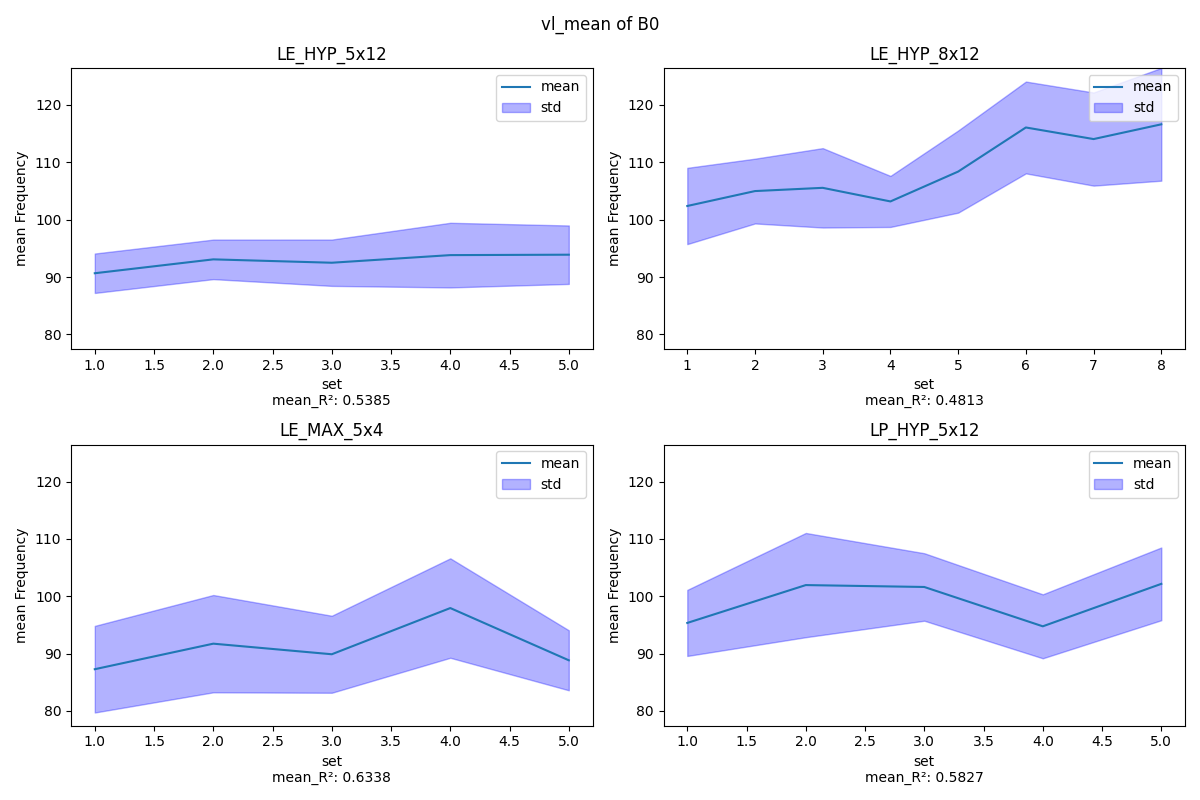 vl_mean of B0
LE_HYP_5x12
mean
std
mean Frequency
120
110
100
90
80
1.0 1.5 2.0 2.5 3.0 3.5 4.0 4.5 5.0
set
mean_R²: 0.5385
LE_HYP_8x12
mean
std
mean Frequency
120
110
100
90
80
1 2 3 4 5 6 7 8
set
mean_R²: 0.4813
LE_MAX_5x4
mean
std
mean Frequency
120
110
100
90
80
1.0 1.5 2.0 2.5 3.0 3.5 4.0 4.5 5.0
set
mean_R²: 0.6338
LP_HYP_5x12
mean
std
mean Frequency
120
110
100
90
80
1.0 1.5 2.0 2.5 3.0 3.5 4.0 4.5 5.0
set
mean_R²: 0.5827